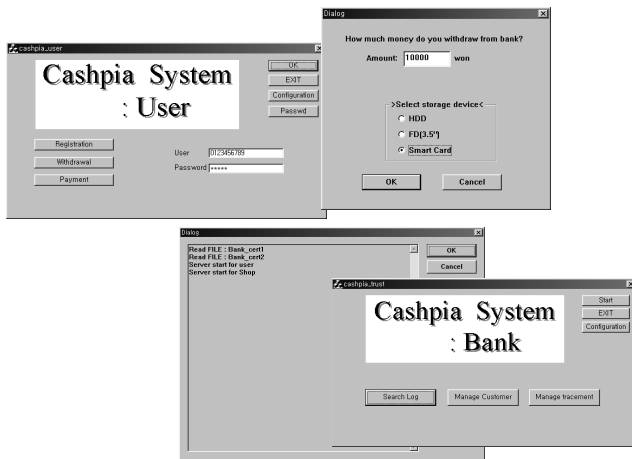 cashpia_user
Cashpia System
: User
OK
EXIT
Configuration
Passwd
Registration
Withdrawal
Payment
User 0123456789
Password *****
Dialog
How much money do you withdraw from bank?
Amount: 10000 won
>Select storage device<
HDD
FD(3.5")
Smart Card
OK Cancel
Dialog
Read FILE : Bank_cert1
Read FILE : Bank_cert2
Server start for user
Server start for Shop
OK
Cancel
cashpia_trust
Cashpia System
: Bank
Start
EXIT
Configuration
Search Log Manage Customer Manage tracement